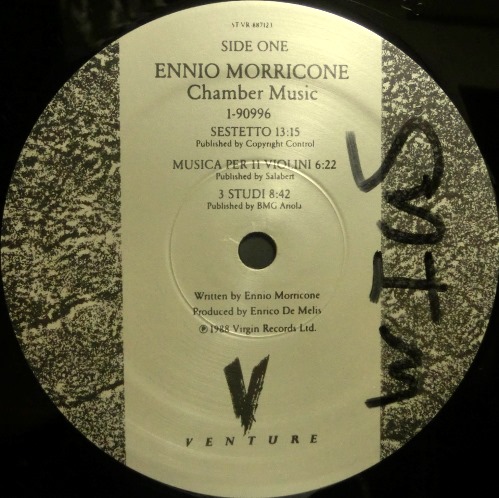 ST VR 887123
SIDE ONE
ENNIO MORRICONE
Chamber Music
1-90996
SESTETTO 13:15
Published by Copyright Control
MUSICA PER 11 VIOLINI 6:22
Published by Salabert
3 STUDI 8:42
Published by BMG Ariola
Written by Ennio Morricone
Produced by Enrico De Melis
℗ 1988 Virgin Records Ltd.
VENTURE